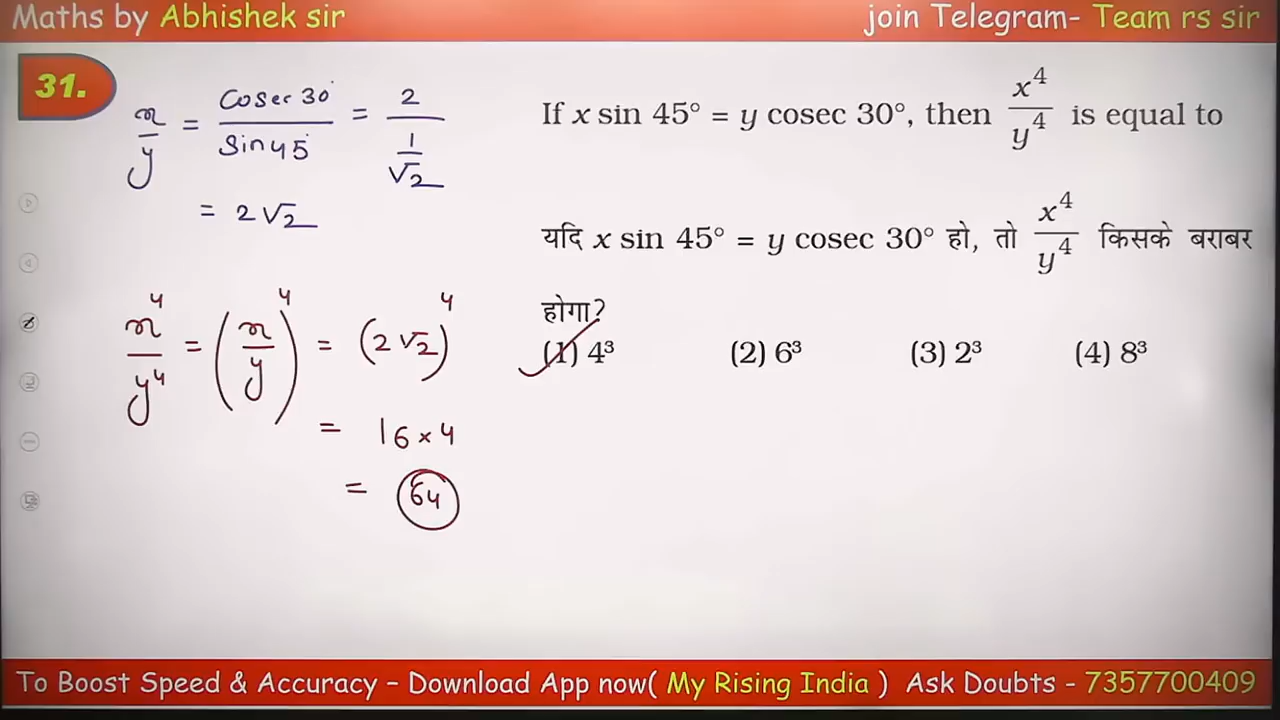 Maths by Abhishek sir
join Telegram- Team rs sir
31.
x/y = Cosec 30°/Sin 45 = 2/(1/√2)
= 2√2
x⁴/y⁴ = (x/y)⁴ = (2√2)⁴
= 16 × 4
= 64
If x sin 45° = y cosec 30°, then x⁴/y⁴ is equal to
यदि x sin 45° = y cosec 30° हो, तो x⁴/y⁴ किसके बराबर
होगा?
(1) 4³ (2) 6³ (3) 2³ (4) 8³
To Boost Speed & Accuracy – Download App now( My Rising India ) Ask Doubts - 7357700409